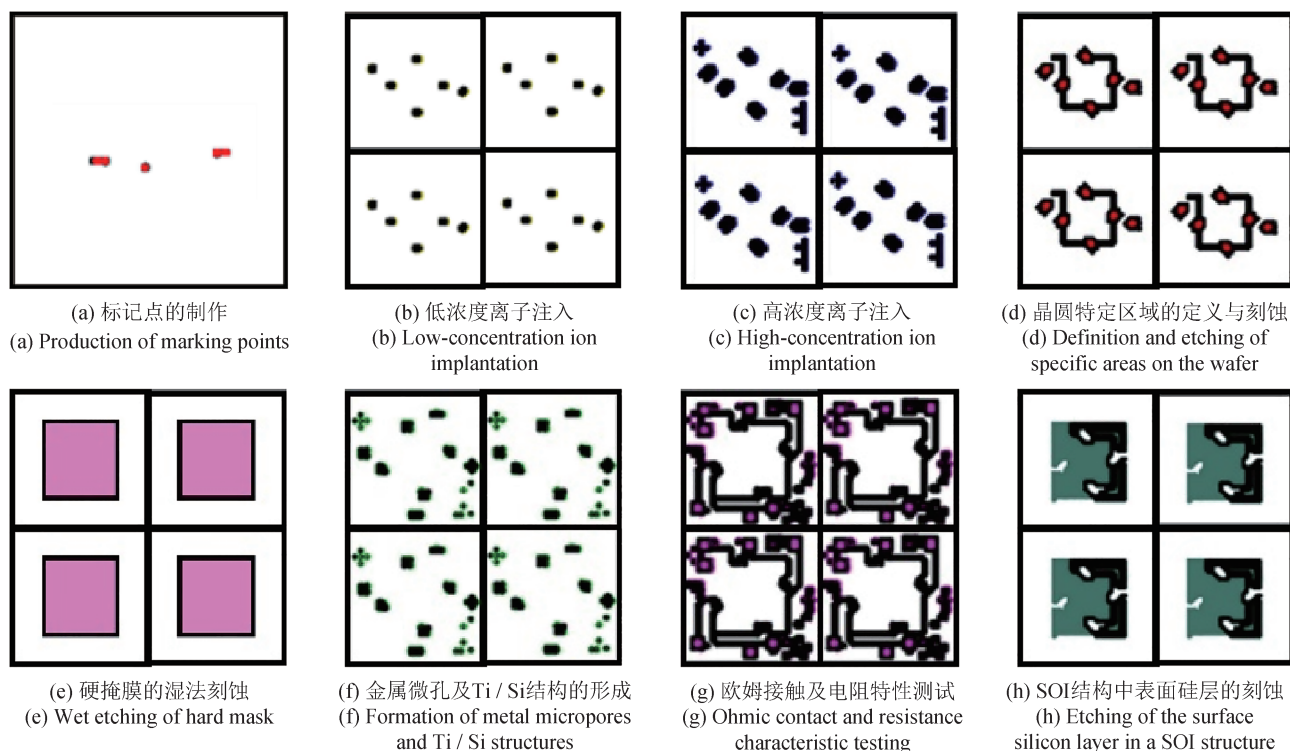 (a) 标记点的制作
(a) Production of marking points
(b) 低浓度离子注入
(b) Low-concentration ion
implantation
(c) 高浓度离子注入
(c) High-concentration ion
implantation
(d) 晶圆特定区域的定义与刻蚀
(d) Definition and etching of
specific areas on the wafer
(e) 硬掩膜的湿法刻蚀
(e) Wet etching of hard mask
(f) 金属微孔及Ti / Si结构的形成
(f) Formation of metal micropores
and Ti / Si structures
(g) 欧姆接触及电阻特性测试
(g) Ohmic contact and resistance
characteristic testing
(h) SOI结构中表面硅层的刻蚀
(h) Etching of the surface
silicon layer in a SOI structure